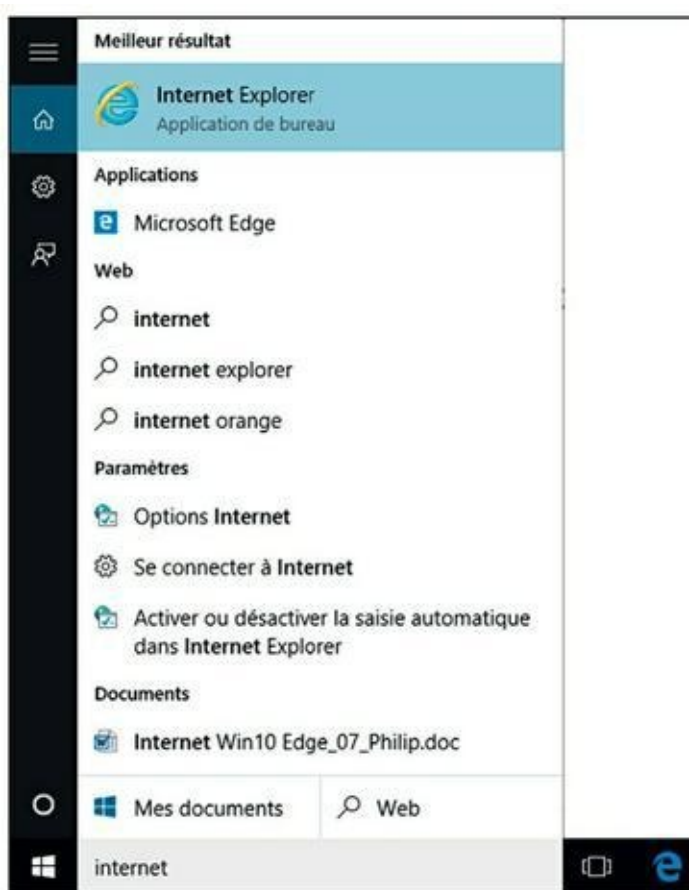 Meilleur résultat
Internet Explorer
Application de bureau
Applications
Microsoft Edge
Web
internet
internet explorer
internet orange
Paramètres
Options Internet
Se connecter à Internet
Activer ou désactiver la saisie automatique
dans Internet Explorer
Documents
Internet Win10 Edge_07_Philip.doc
Mes documents
Web
internet